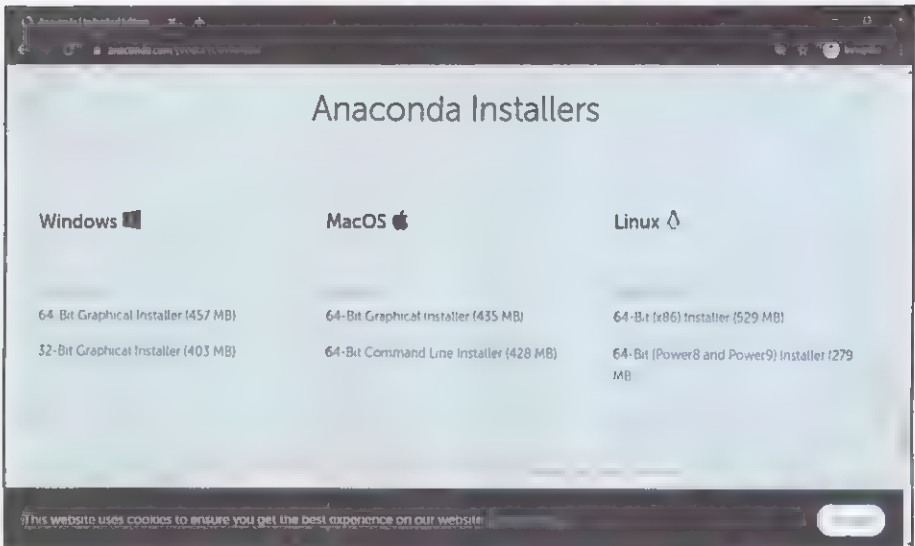 Anaconda Installers
Windows
MacOS
Linux
64-Bit Graphical Installer (457 MB)
64-Bit Graphical Installer (435 MB)
64-Bit (x86) Installer (529 MB)
32-Bit Graphical Installer (403 MB)
64-Bit Command Line Installer (428 MB)
64-Bit (Power8 and Power9) Installer (279
MB
This website uses cookies to ensure you get the best experience on our website